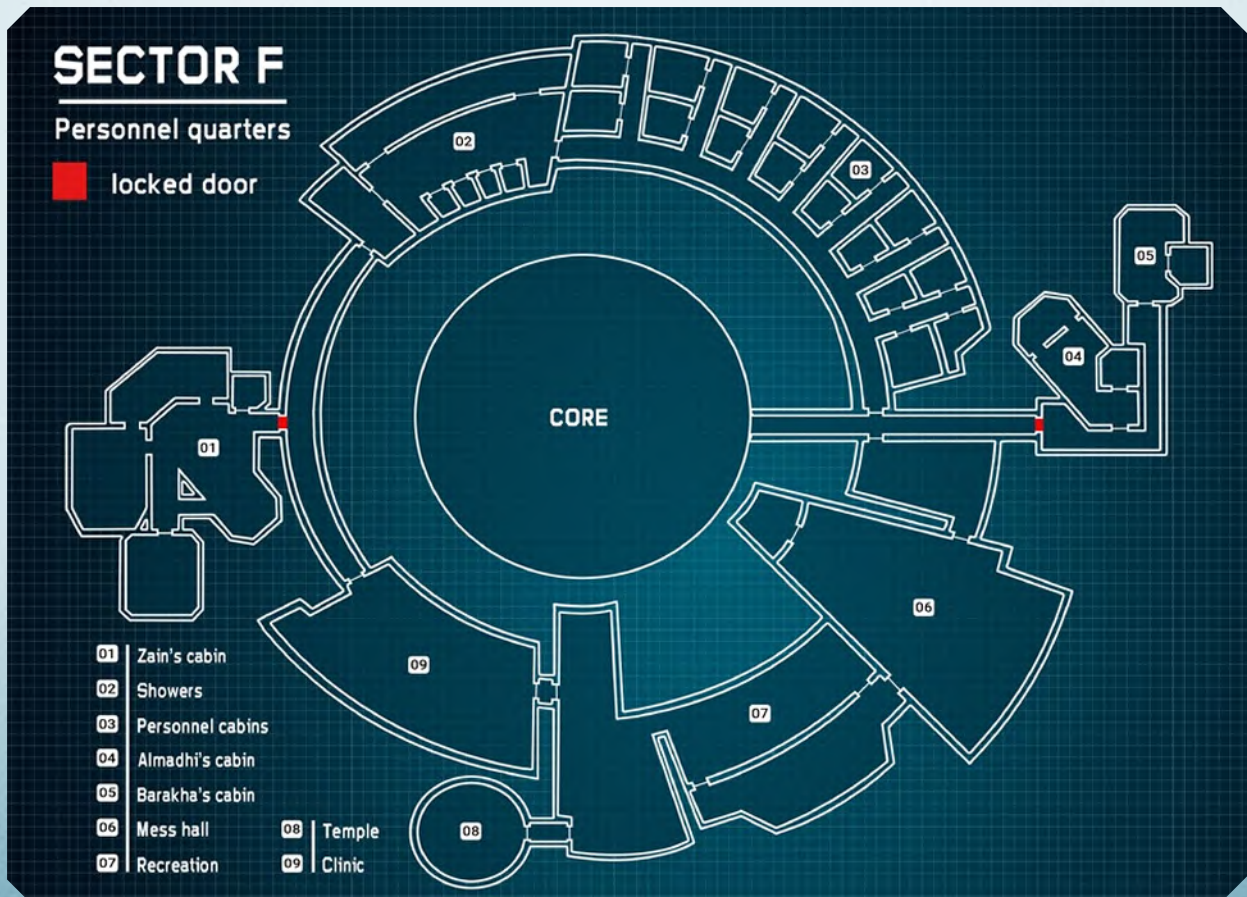 SECTOR F
Personnel quarters
locked door
02
03
05
04
CORE
01
06
09
07
08
01 Zain's cabin
02 Showers
03 Personnel cabins
04 Almadhi's cabin
05 Barakha's cabin
06 Mess hall
07 Recreation
08 Temple
09 Clinic